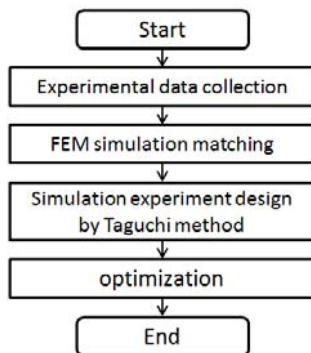 Start
Experimental data collection
FEM simulation matching
Simulation experiment design
by Taguchi method
optimization
End